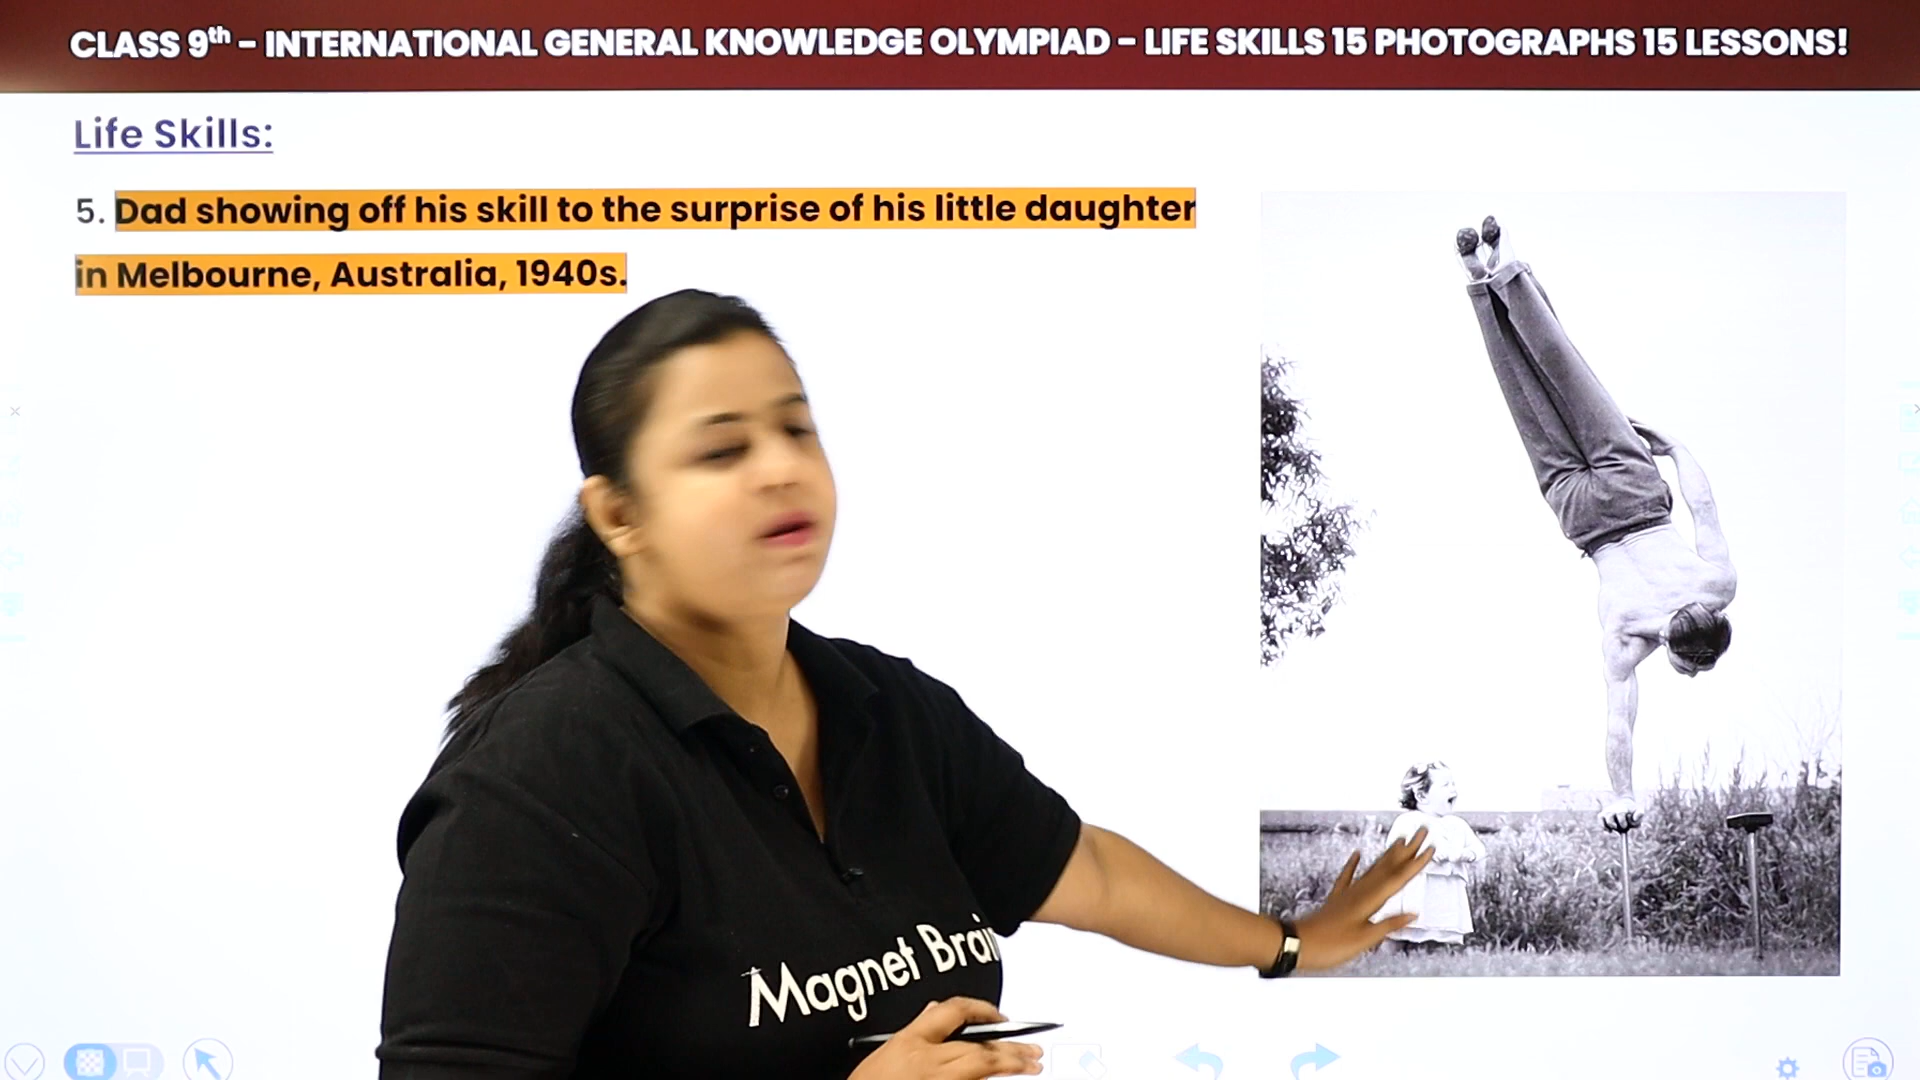 CLASS 9th - INTERNATIONAL GENERAL KNOWLEDGE OLYMPIAD - LIFE SKILLS 15 PHOTOGRAPHS 15 LESSONS!
Life Skills:
5. Dad showing off his skill to the surprise of his little daughter
in Melbourne, Australia, 1940s.
Magnet Brain